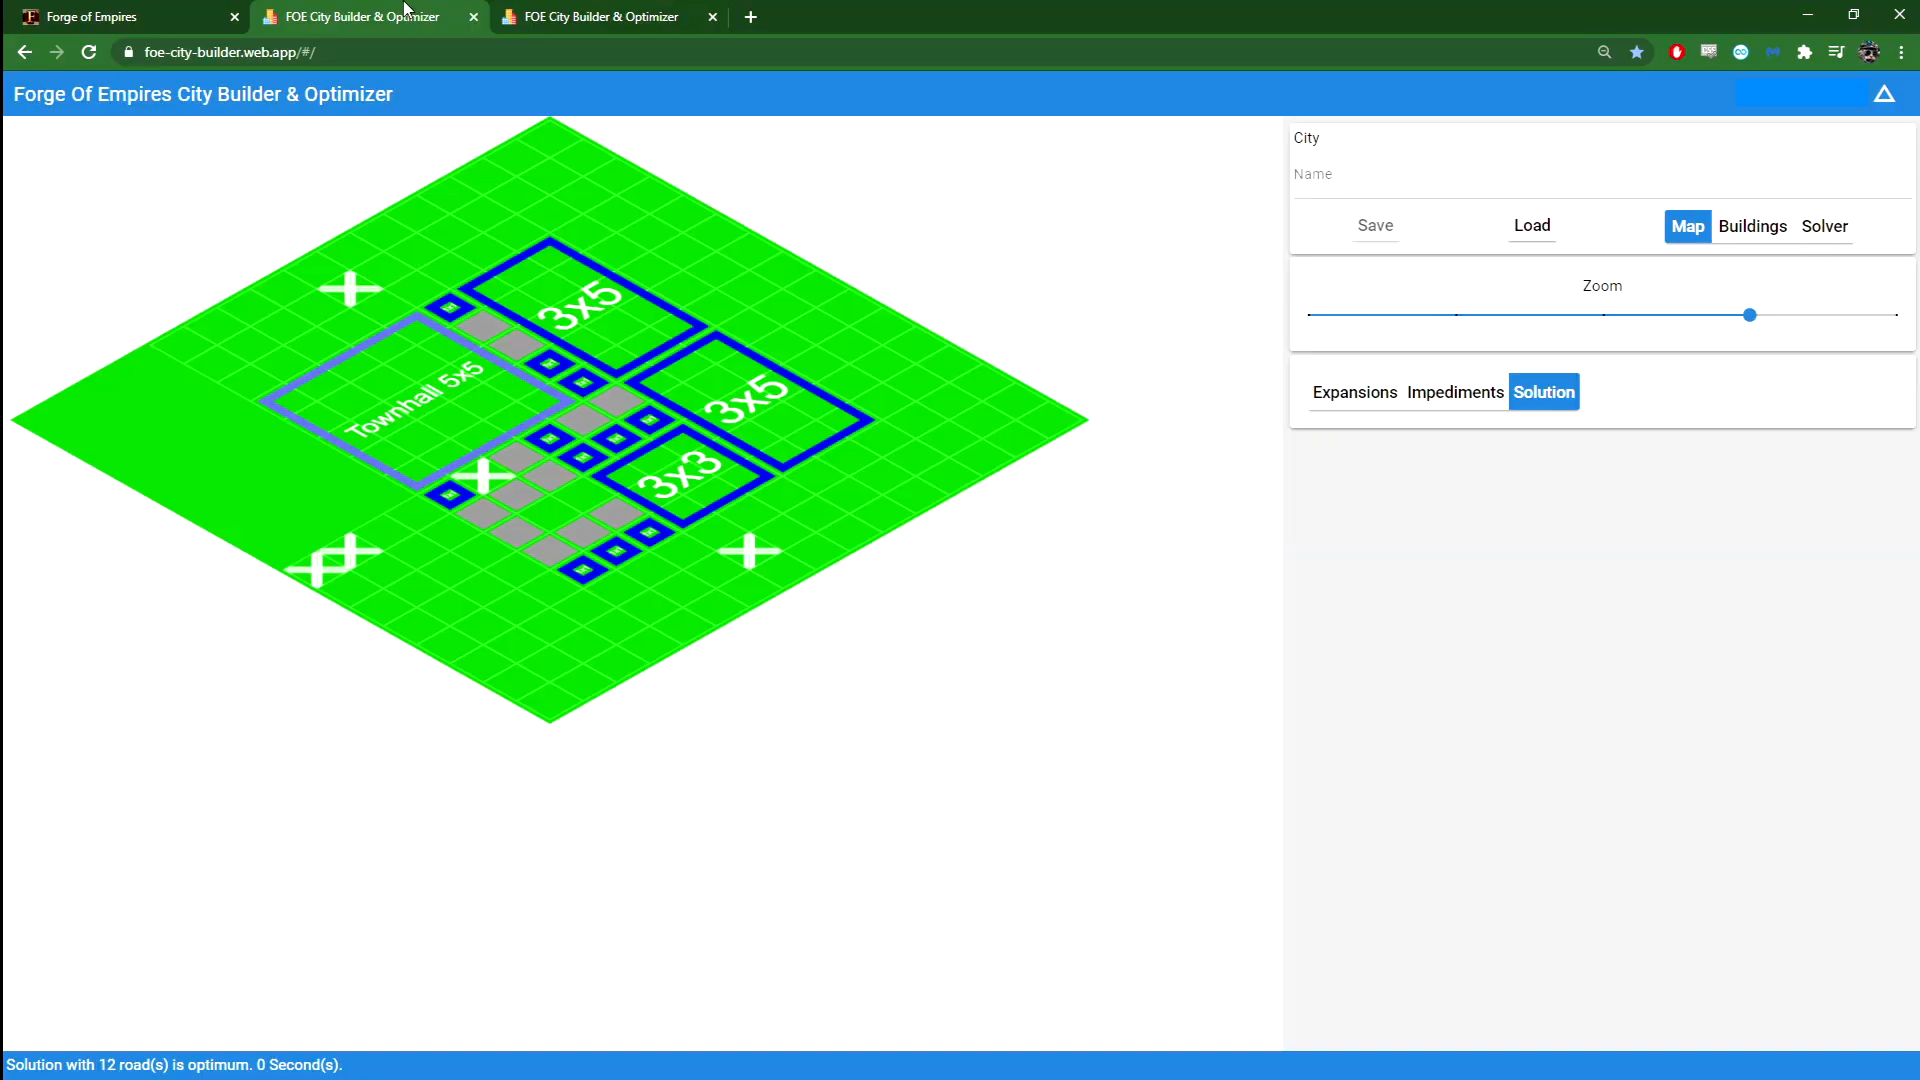 Forge of Empires
FOE City Builder & Optimizer
FOE City Builder & Optimizer
foe-city-builder.web.app/#/
Forge Of Empires City Builder & Optimizer
City
Name
Save
Load
Map
Buildings
Solver
Zoom
Expansions
Impediments
Solution
3x5
Townhall 5x5
3x5
3x3
Solution with 12 road(s) is optimum. 0 Second(s).